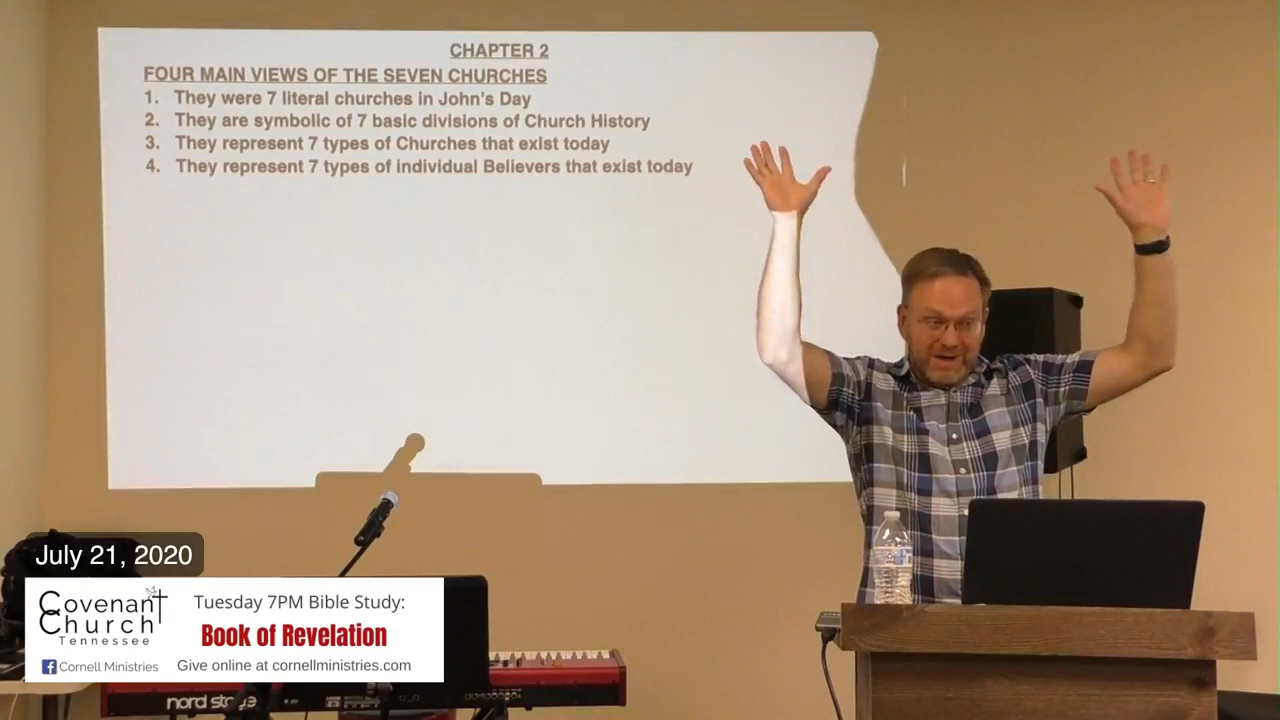 CHAPTER 2
FOUR MAIN VIEWS OF THE SEVEN CHURCHES
1. They were 7 literal churches in John's Day
2. They are symbolic of 7 basic divisions of Church History
3. They represent 7 types of Churches that exist today
4. They represent 7 types of individual Believers that exist today
July 21, 2020
Covenant
Church
Tennessee
Cornell Ministries
Tuesday 7PM Bible Study:
Book of Revelation
Give online at cornellministries.com
nord stage